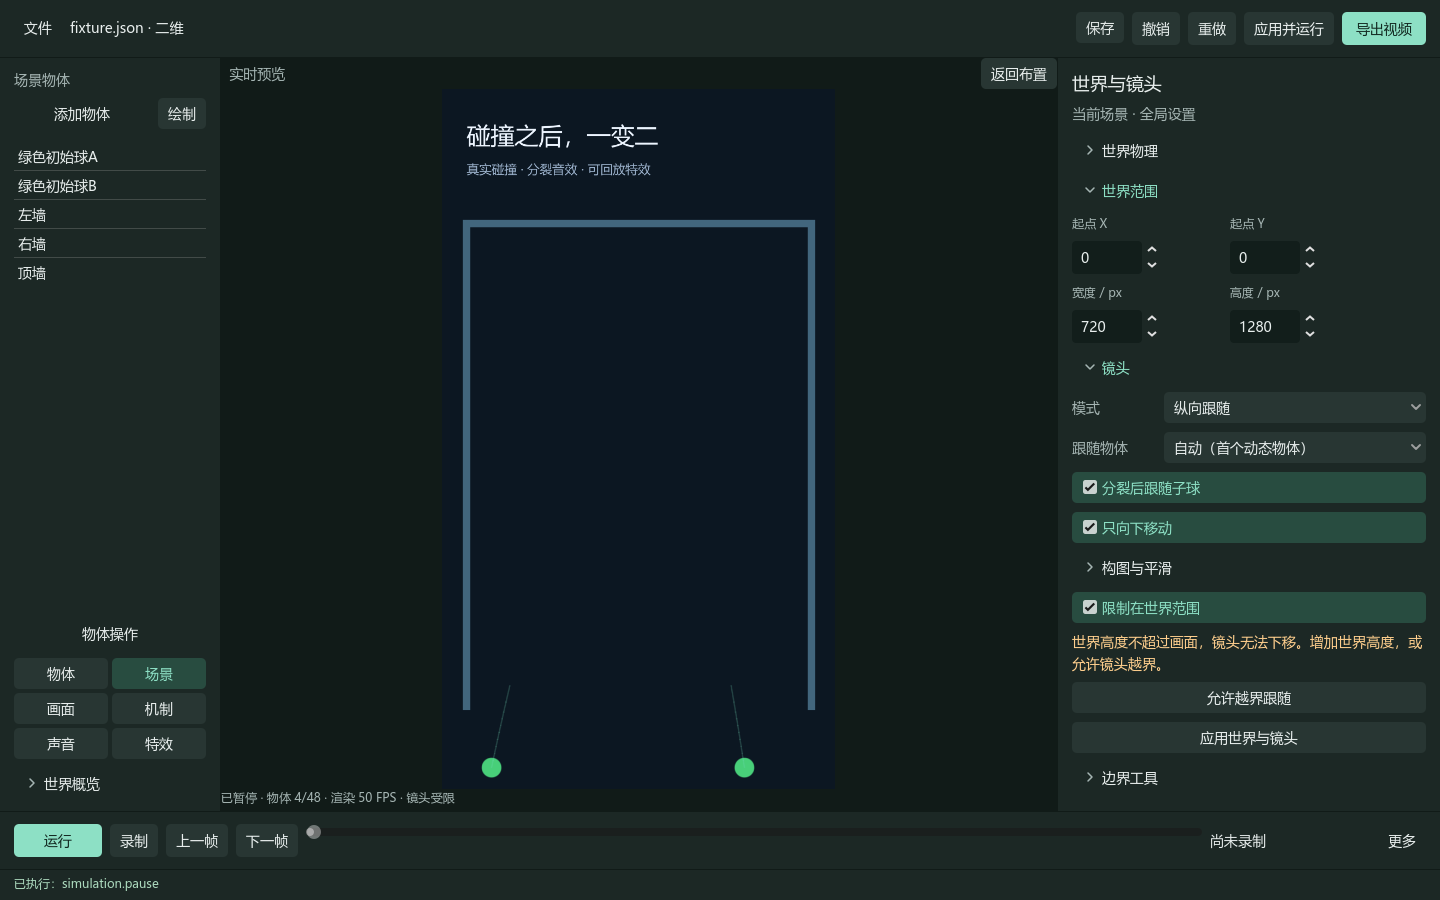 文件 fixture.json · 二维 保存 撤销 重做 应用并运行 导出视频
场景物体
添加物体 绘制
绿色初始球A
绿色初始球B
左墙
右墙
顶墙
物体操作
物体 场景
画面 机制
声音 特效
世界概览
实时预览 返回布置
碰撞之后，一变二
真实碰撞 · 分裂音效 · 可回放特效
已暂停 · 物体 4/48 · 渲染 50 FPS · 镜头受限
世界与镜头
当前场景 · 全局设置
世界物理
世界范围
起点 X 起点 Y
0 0
宽度 / px 高度 / px
720 1280
镜头
模式 纵向跟随
跟随物体 自动（首个动态物体）
分裂后跟随子球
只向下移动
构图与平滑
限制在世界范围
世界高度不超过画面，镜头无法下移。增加世界高度，或
允许镜头越界。
允许越界跟随
应用世界与镜头
边界工具
运行 录制 上一帧 下一帧 尚未录制 更多
已执行：simulation.pause